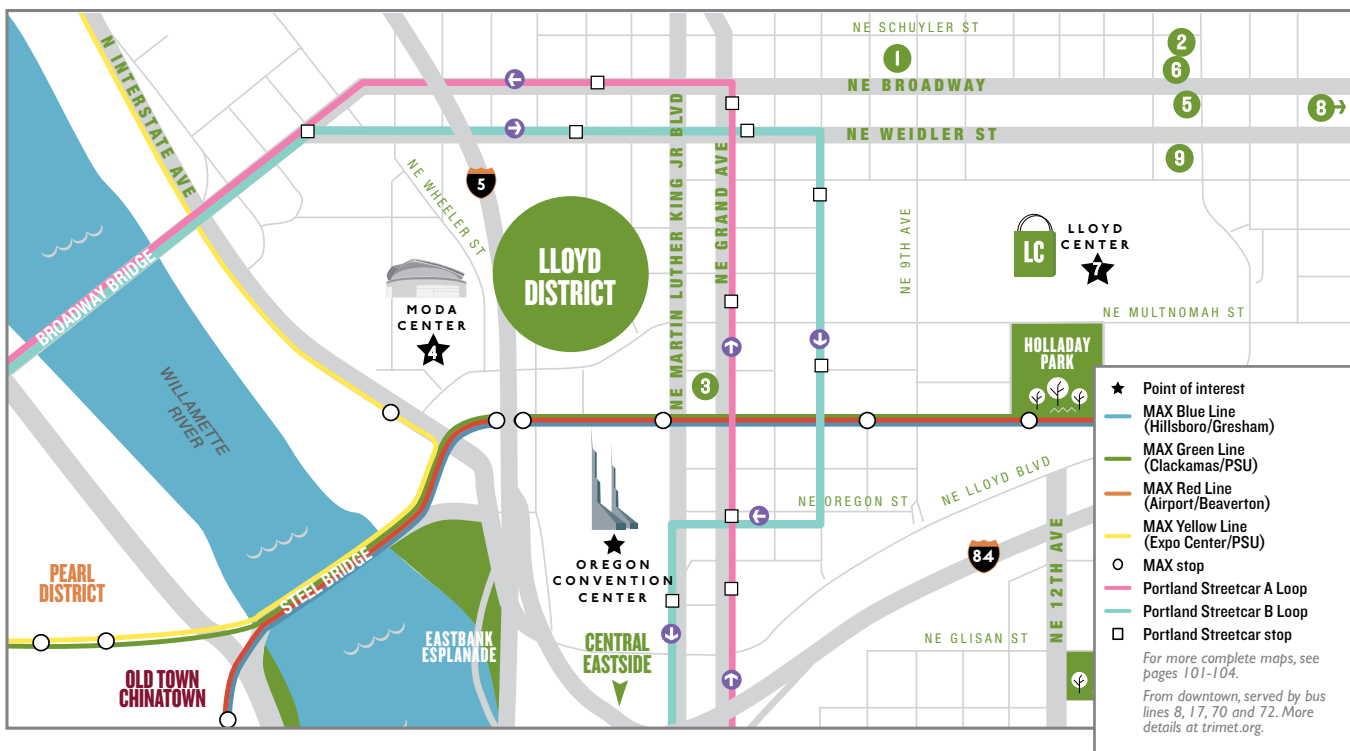 NE SCHUYLER ST
1
2
6
NE BROADWAY
5
8
NE WEIDLER ST
9
N INTERSTATE AVE
NE WHEELER ST
5
LLOYD
DISTRICT
NE MARTIN LUTHER KING JR BLVD
NE GRAND AVE
NE 9TH AVE
LC
LLOYD
CENTER
7
BROADWAY BRIDGE
MODA
CENTER
4
NE MULTNOMAH ST
HOLLADAY
PARK
3
WILLAMETTE
RIVER
NE OREGON ST
NE LLOYD BLVD
84
NE 12TH AVE
OREGON
CONVENTION
CENTER
STEEL BRIDGE
PEARL
DISTRICT
EASTBANK
ESPLANADE
CENTRAL
EASTSIDE
NE GLISAN ST
OLD TOWN
CHINATOWN
Point of interest
MAX Blue Line
(Hillsboro/Gresham)
MAX Green Line
(Clackamas/PSU)
MAX Red Line
(Airport/Beaverton)
MAX Yellow Line
(Expo Center/PSU)
MAX stop
Portland Streetcar A Loop
Portland Streetcar B Loop
Portland Streetcar stop
For more complete maps, see
pages 101-104.
From downtown, served by bus
lines 8, 17, 70 and 72. More
details at trimet.org.